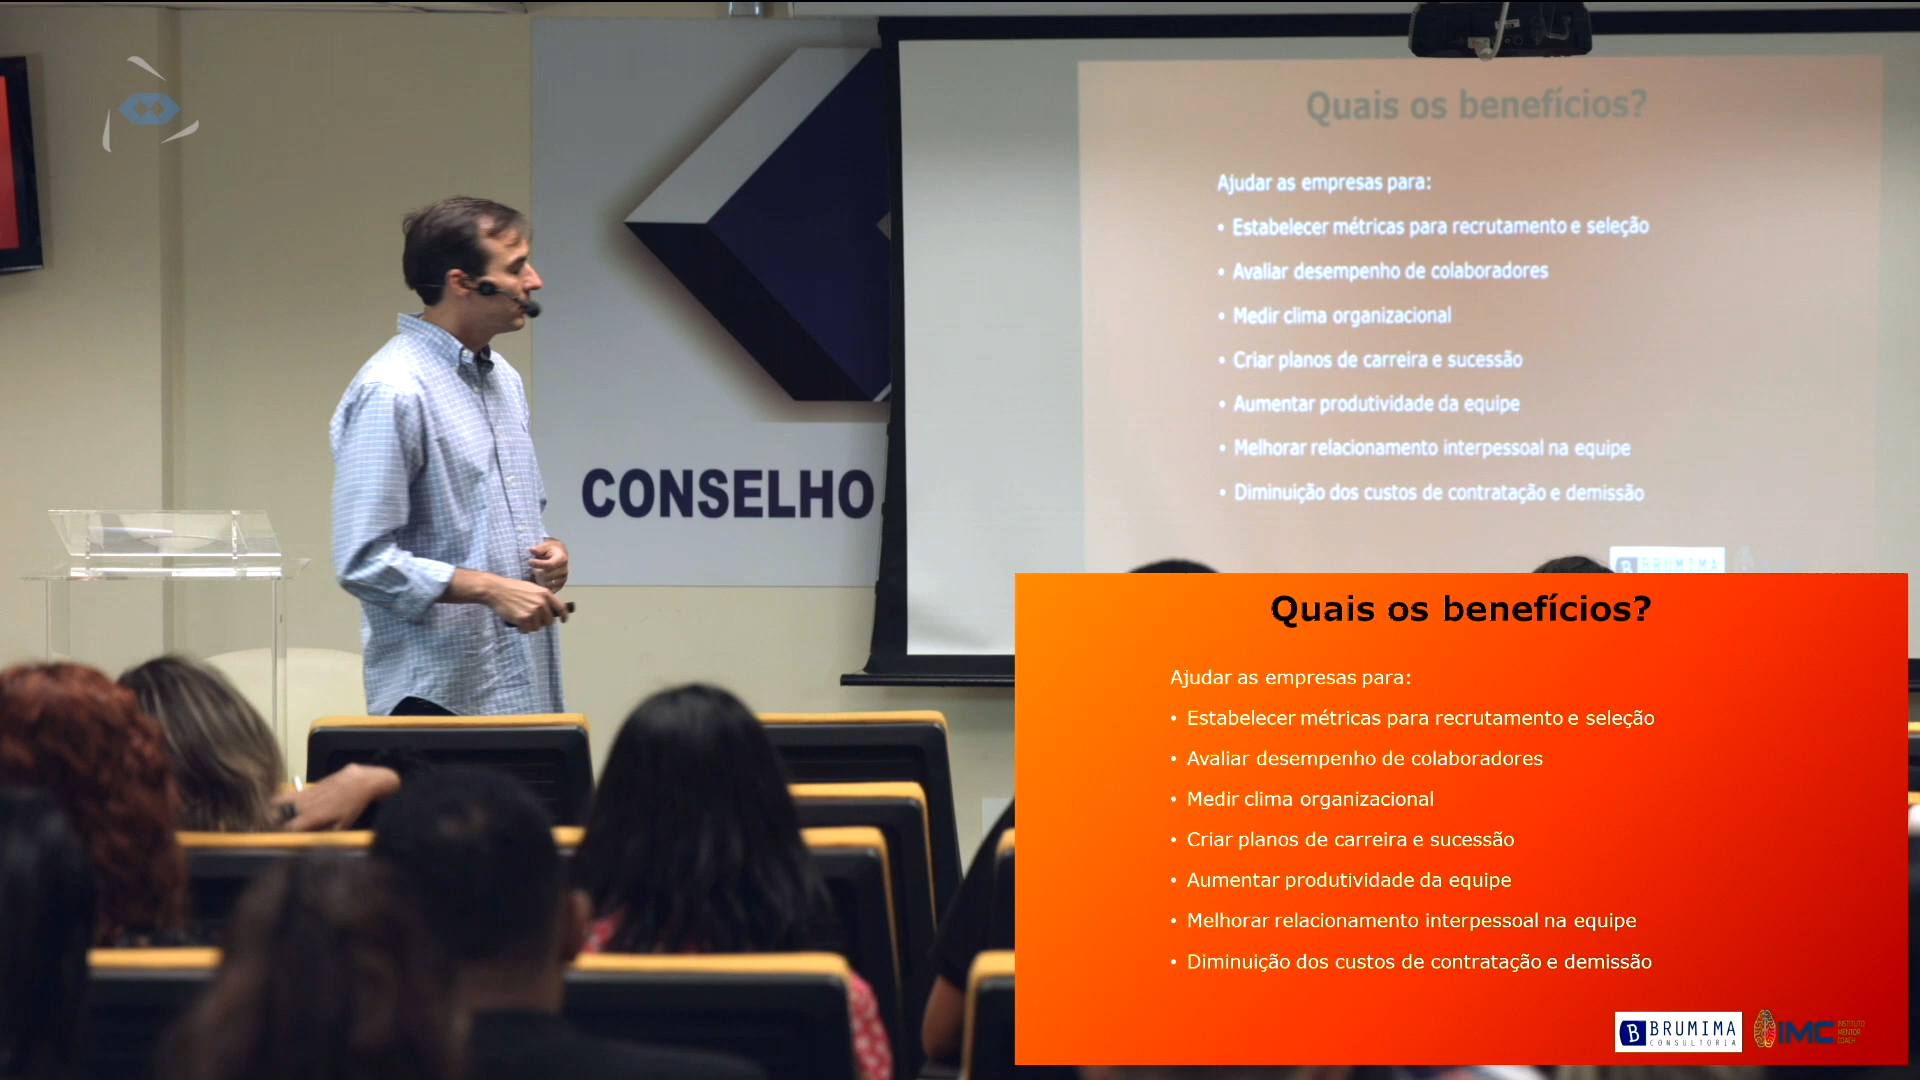 Quais os benefícios?
Ajudar as empresas para:
• Estabelecer métricas para recrutamento e seleção
• Avaliar desempenho de colaboradores
• Medir clima organizacional
• Criar planos de carreira e sucessão
• Aumentar produtividade da equipe
• Melhorar relacionamento interpessoal na equipe
• Diminuição dos custos de contratação e demissão
B BRUMIMA
CONSELHO
Quais os benefícios?
Ajudar as empresas para:
• Estabelecer métricas para recrutamento e seleção
• Avaliar desempenho de colaboradores
• Medir clima organizacional
• Criar planos de carreira e sucessão
• Aumentar produtividade da equipe
• Melhorar relacionamento interpessoal na equipe
• Diminuição dos custos de contratação e demissão
B BRUMIMA
CONSULTORIA
IMC
INSTITUTO
MENTOR
COACH